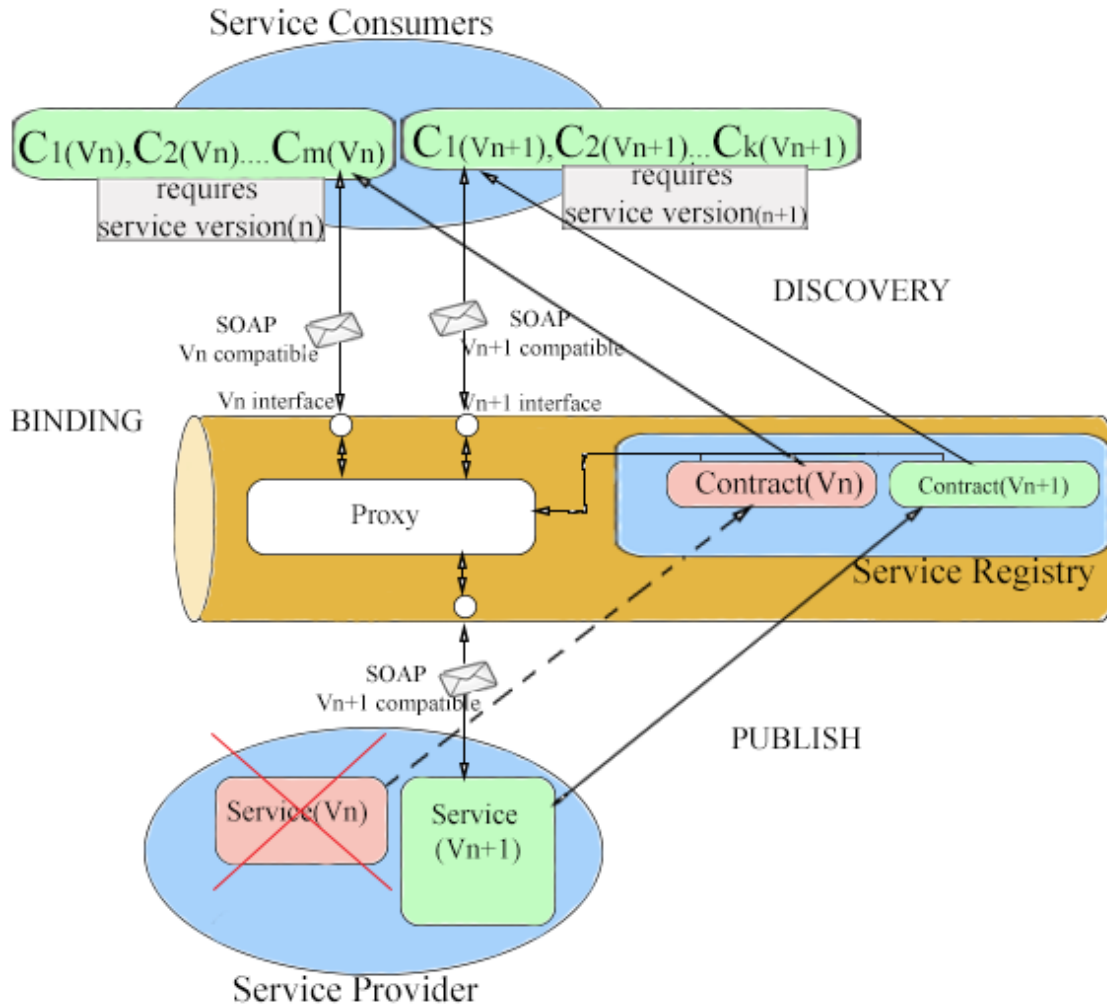 Service Consumers
C1(Vn),C2(Vn)....Cm(Vn)
C1(Vn+1),C2(Vn+1)...Ck(Vn+1)
requires
service version(n)
requires
service version(n+1)
DISCOVERY
SOAP
Vn compatible
SOAP
Vn+1 compatible
Vn interface
Vn+1 interface
BINDING
Contract(Vn)
Contract(Vn+1)
Proxy
Service Registry
SOAP
Vn+1 compatible
PUBLISH
Service(Vn)
Service
(Vn+1)
Service Provider